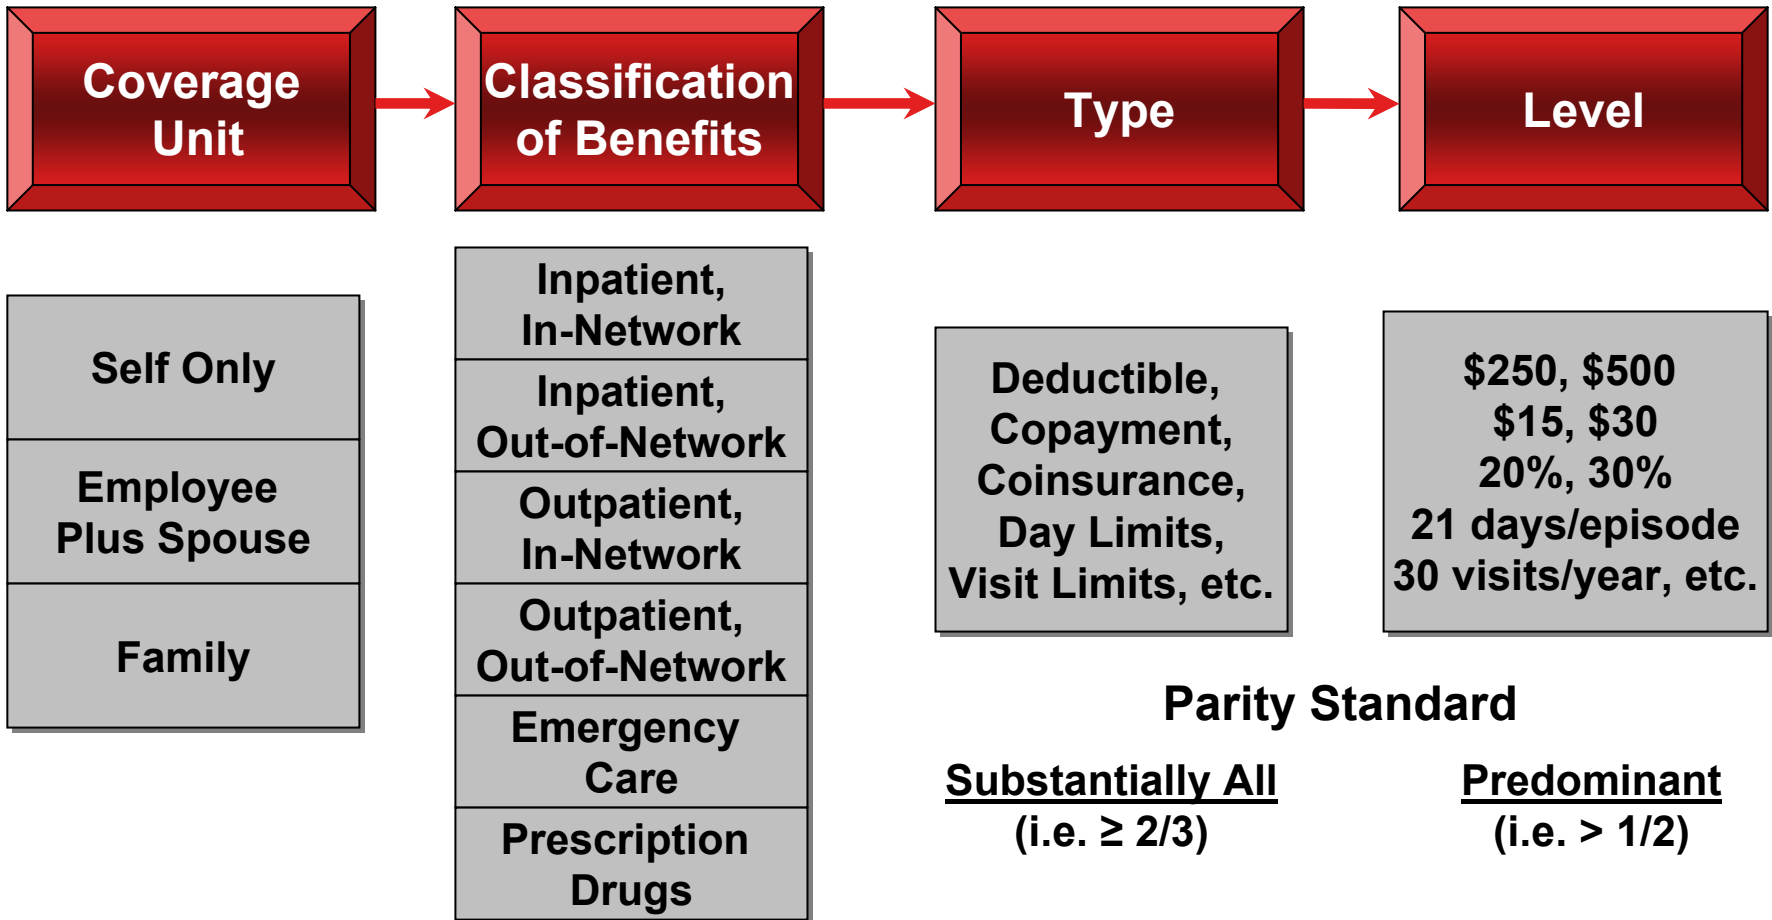 Coverage
Unit
Classification
of Benefits
Type
Level
Self Only
Employee
Plus Spouse
Family
Inpatient,
In-Network
Inpatient,
Out-of-Network
Outpatient,
In-Network
Outpatient,
Out-of-Network
Emergency
Care
Prescription
Drugs
Deductible,
Copayment,
Coinsurance,
Day Limits,
Visit Limits, etc.
$250, $500
$15, $30
20%, 30%
21 days/episode
30 visits/year, etc.
Parity Standard
Substantially All
(i.e. ≥ 2/3)
Predominant
(i.e. > 1/2)